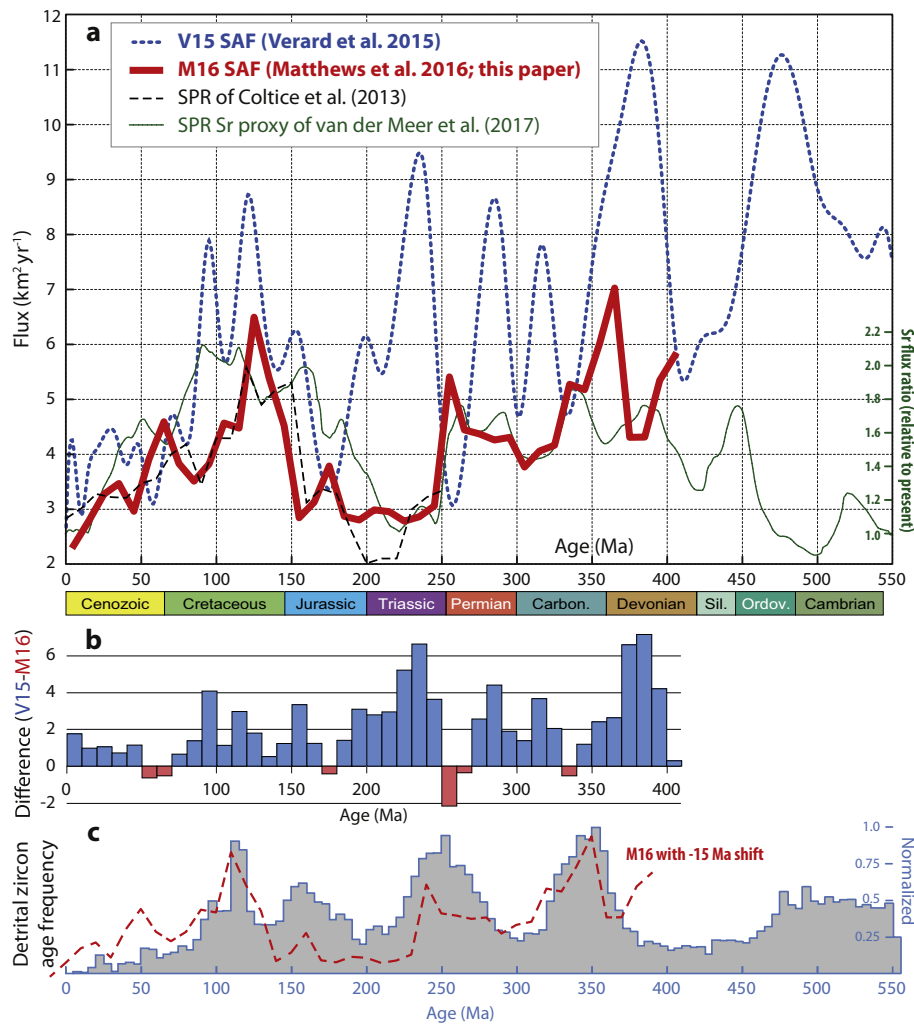 a
V15 SAF (Verard et al. 2015)
M16 SAF (Matthews et al. 2016; this paper)
SPR of Coltice et al. (2013)
SPR Sr proxy of van der Meer et al. (2017)
Flux (km² yr⁻¹)
12
11
10
9
8
7
6
5
4
3
2
2.2
2.0
1.8
1.6
1.4
1.2
1.0
Sr flux ratio (relative to present)
Age (Ma)
0 50 100 150 200 250 300 350 400 450 500 550
Cenozoic Cretaceous Jurassic Triassic Permian Carbon. Devonian Sil. Ordov. Cambrian
b
Difference (V15-M16)
6
4
2
0
-2
100 200 250 300 350 400
Age (Ma)
c
Detrital zircon
age frequency
M16 with -15 Ma shift
1.0
0.75
0.5
0.25
Normalized
0 50 100 150 200 250 300 350 400 450 500 550
Age (Ma)